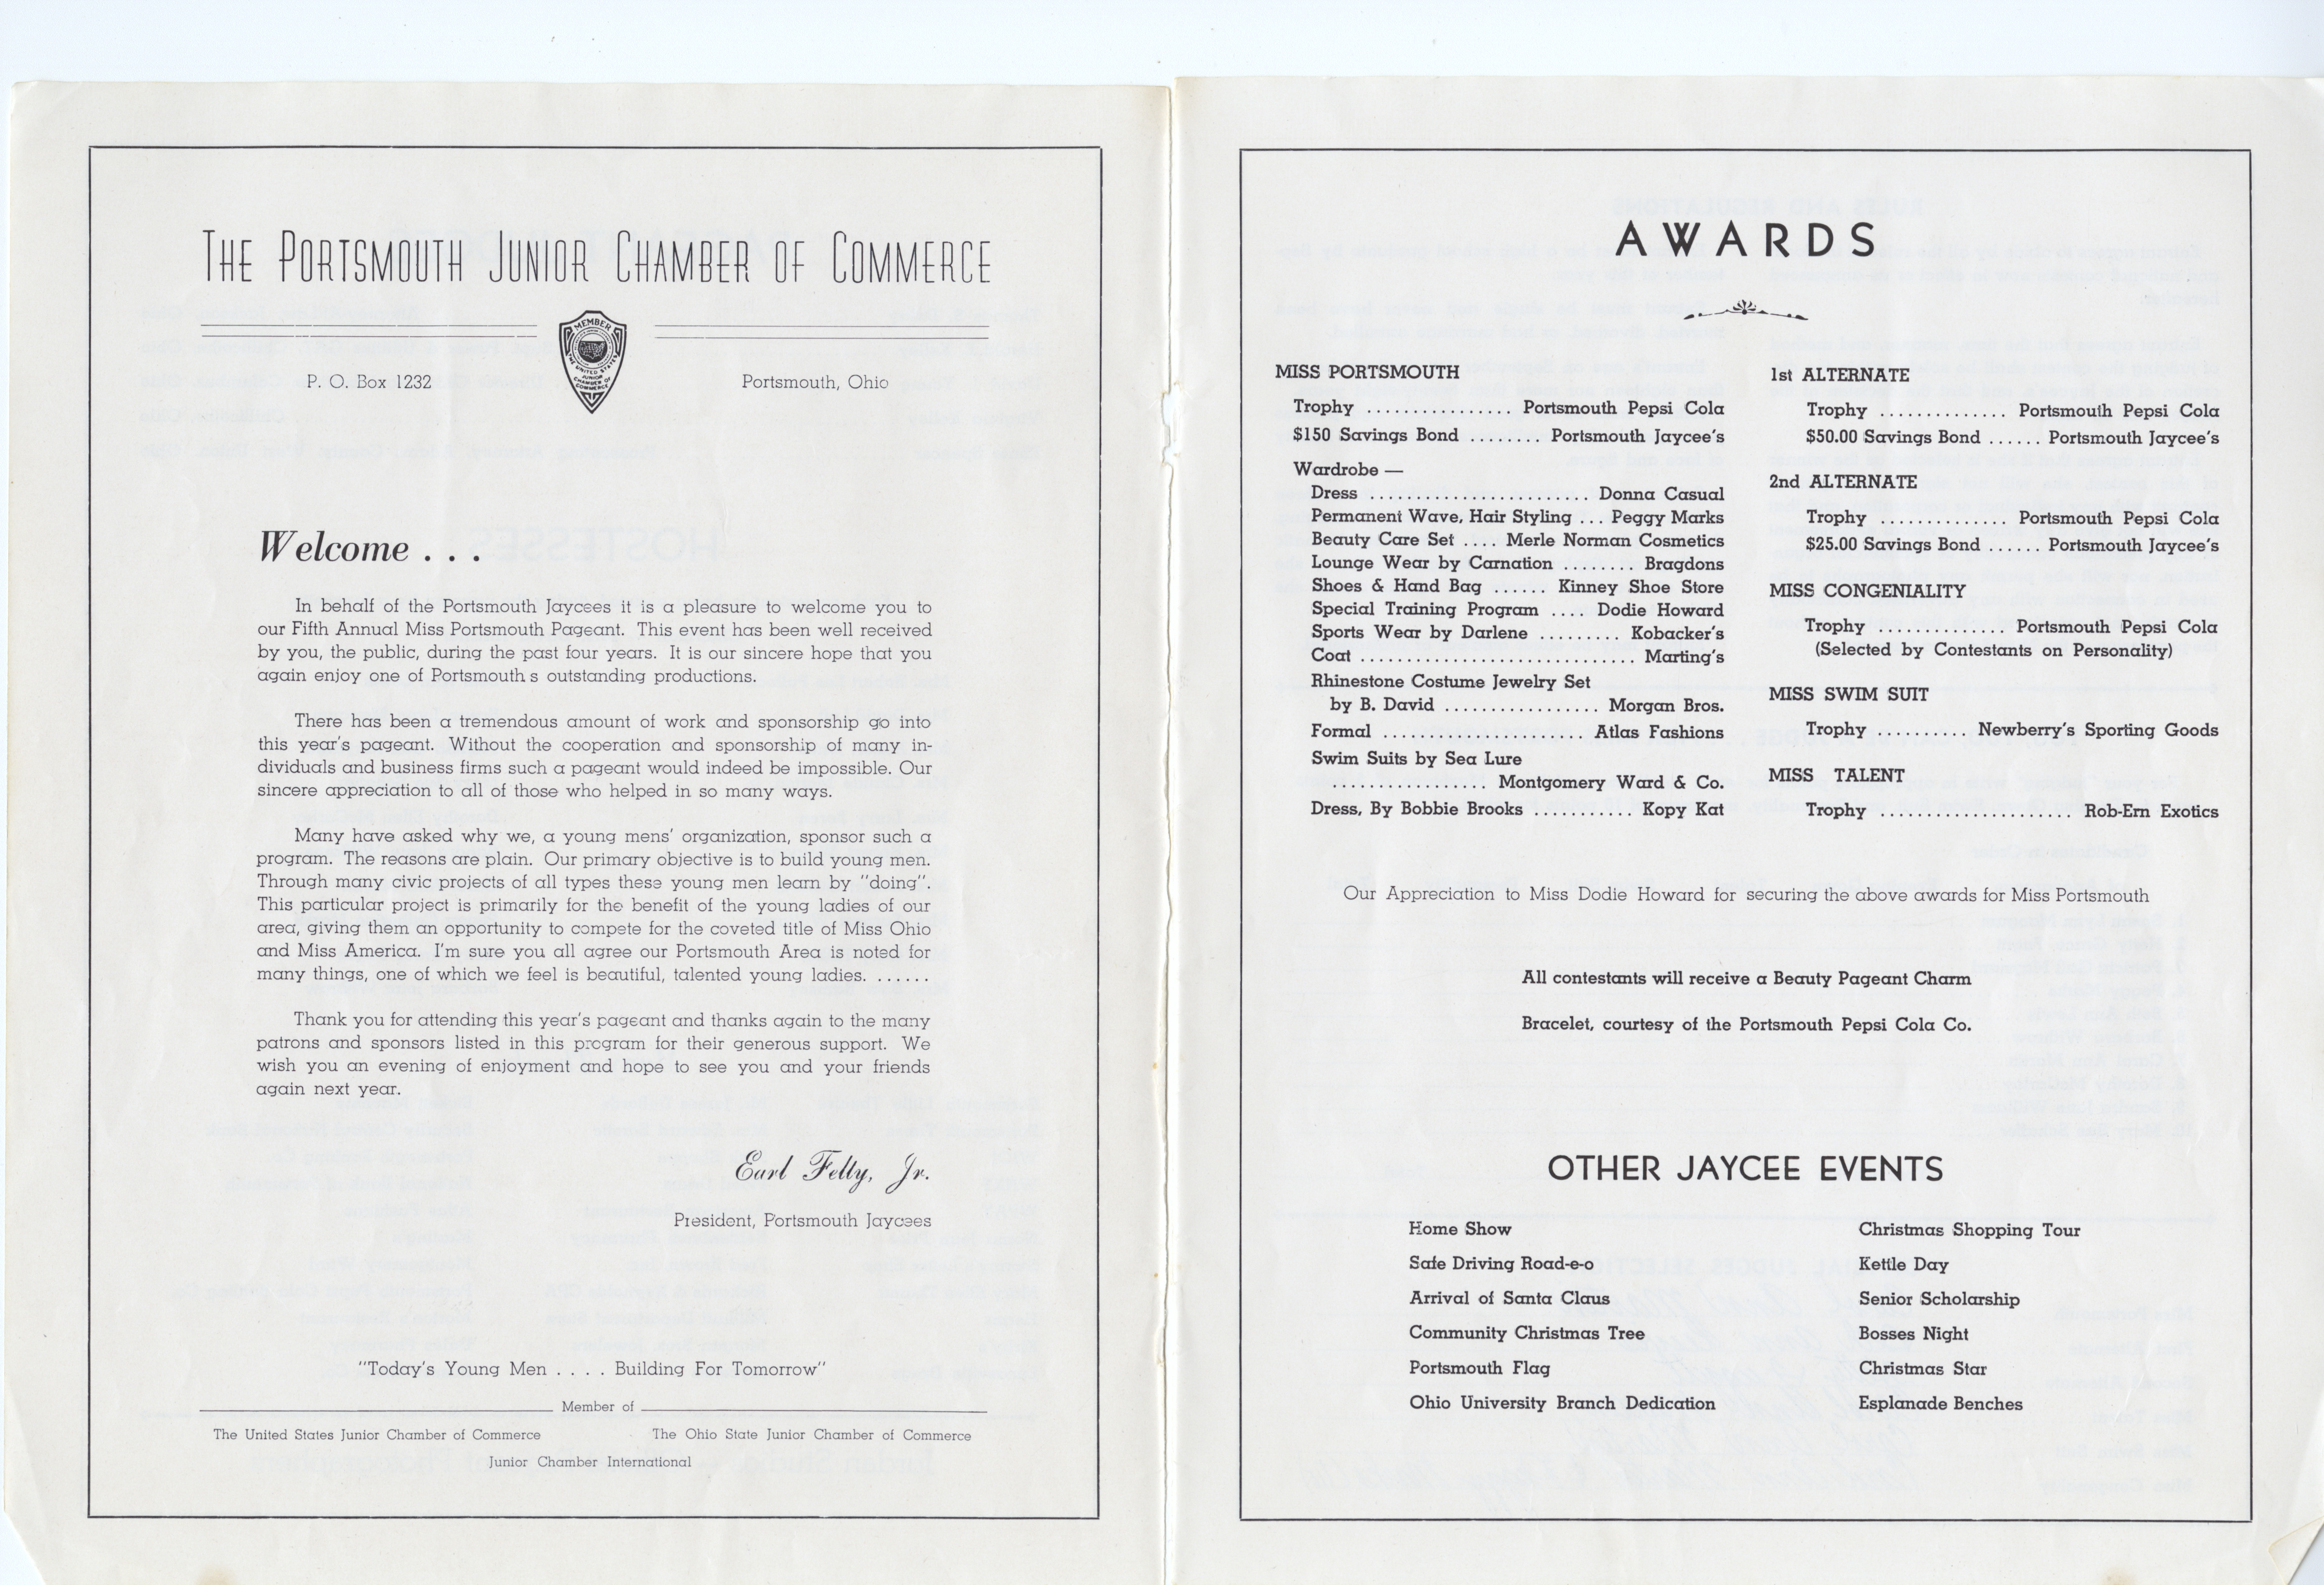 THE PORTSMOUTH JUNIOR CHAMBER OF COMMERCE
MEMBER
THE UNITED STATES
JUNIOR
CHAMBER OF
COMMERCE
P. O. Box 1232
Portsmouth, Ohio
Welcome . . .
In behalf of the Portsmouth Jaycees it is a pleasure to welcome you to
our Fifth Annual Miss Portsmouth Pageant. This event has been well received
by you, the public, during the past four years. It is our sincere hope that you
again enjoy one of Portsmouth s outstanding productions.
There has been a tremendous amount of work and sponsorship go into
this year's pageant. Without the cooperation and sponsorship of many in-
dividuals and business firms such a pageant would indeed be impossible. Our
sincere appreciation to all of those who helped in so many ways.
Many have asked why we, a young mens' organization, sponsor such a
program. The reasons are plain. Our primary objective is to build young men.
Through many civic projects of all types these young men learn by "doing".
This particular project is primarily for the benefit of the young ladies of our
area, giving them an opportunity to compete for the coveted title of Miss Ohio
and Miss America. I'm sure you all agree our Portsmouth Area is noted for
many things, one of which we feel is beautiful, talented young ladies. ......
Thank you for attending this year's pageant and thanks again to the many
patrons and sponsors listed in this program for their generous support. We
wish you an evening of enjoyment and hope to see you and your friends
again next year.
Earl Felty, Jr.
President, Portsmouth Jaycees
"Today's Young Men . . . . Building For Tomorrow"
Member of
The United States Junior Chamber of Commerce
The Ohio State Junior Chamber of Commerce
Junior Chamber International
AWARDS
MISS PORTSMOUTH
Trophy ................ Portsmouth Pepsi Cola
$150 Savings Bond ........ Portsmouth Jaycee's
Wardrobe —
Dress ........................ Donna Casual
Permanent Wave, Hair Styling ... Peggy Marks
Beauty Care Set .... Merle Norman Cosmetics
Lounge Wear by Carnation ........ Bragdons
Shoes & Hand Bag ...... Kinney Shoe Store
Special Training Program .... Dodie Howard
Sports Wear by Darlene ......... Kobacker's
Coat .............................. Marting's
Rhinestone Costume Jewelry Set
by B. David ................. Morgan Bros.
Formal ...................... Atlas Fashions
Swim Suits by Sea Lure
................. Montgomery Ward & Co.
Dress, By Bobbie Brooks ........... Kopy Kat
1st ALTERNATE
Trophy ............. Portsmouth Pepsi Cola
$50.00 Savings Bond ...... Portsmouth Jaycee's
2nd ALTERNATE
Trophy ............. Portsmouth Pepsi Cola
$25.00 Savings Bond ...... Portsmouth Jaycee's
MISS CONGENIALITY
Trophy ............. Portsmouth Pepsi Cola
(Selected by Contestants on Personality)
MISS SWIM SUIT
Trophy .......... Newberry's Sporting Goods
MISS TALENT
Trophy ..................... Rob-Ern Exotics
Our Appreciation to Miss Dodie Howard for securing the above awards for Miss Portsmouth
All contestants will receive a Beauty Pageant Charm
Bracelet, courtesy of the Portsmouth Pepsi Cola Co.
OTHER JAYCEE EVENTS
Home Show
Safe Driving Road-e-o
Arrival of Santa Claus
Community Christmas Tree
Portsmouth Flag
Ohio University Branch Dedication
Christmas Shopping Tour
Kettle Day
Senior Scholarship
Bosses Night
Christmas Star
Esplanade Benches